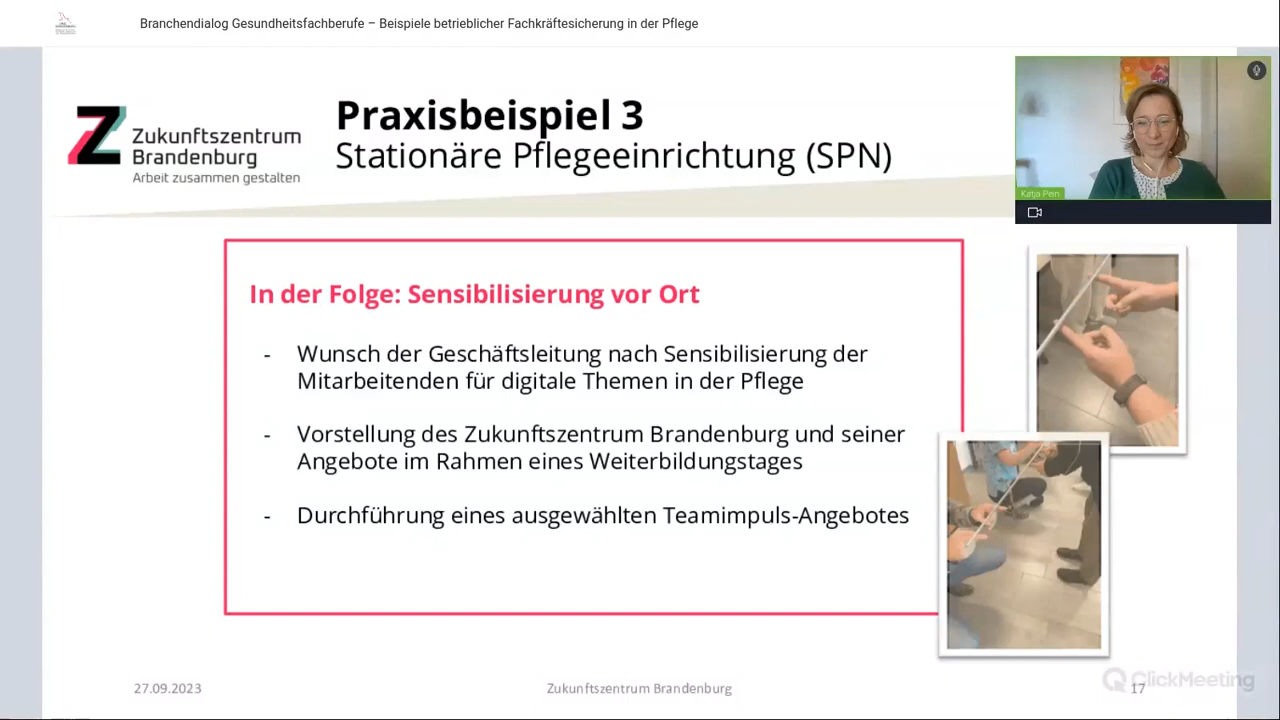 Branchendialog Gesundheitsfachberufe – Beispiele betrieblicher Fachkräftesicherung in der Pflege
Zukunftszentrum
Brandenburg
Arbeit zusammen gestalten
Praxisbeispiel 3
Stationäre Pflegeeinrichtung (SPN)
Katja Pein
In der Folge: Sensibilisierung vor Ort
- Wunsch der Geschäftsleitung nach Sensibilisierung der
Mitarbeitenden für digitale Themen in der Pflege
- Vorstellung des Zukunftszentrum Brandenburg und seiner
Angebote im Rahmen eines Weiterbildungstages
- Durchführung eines ausgewählten Teamimpuls-Angebotes
27.09.2023
Zukunftszentrum Brandenburg
17
ClickMeeting